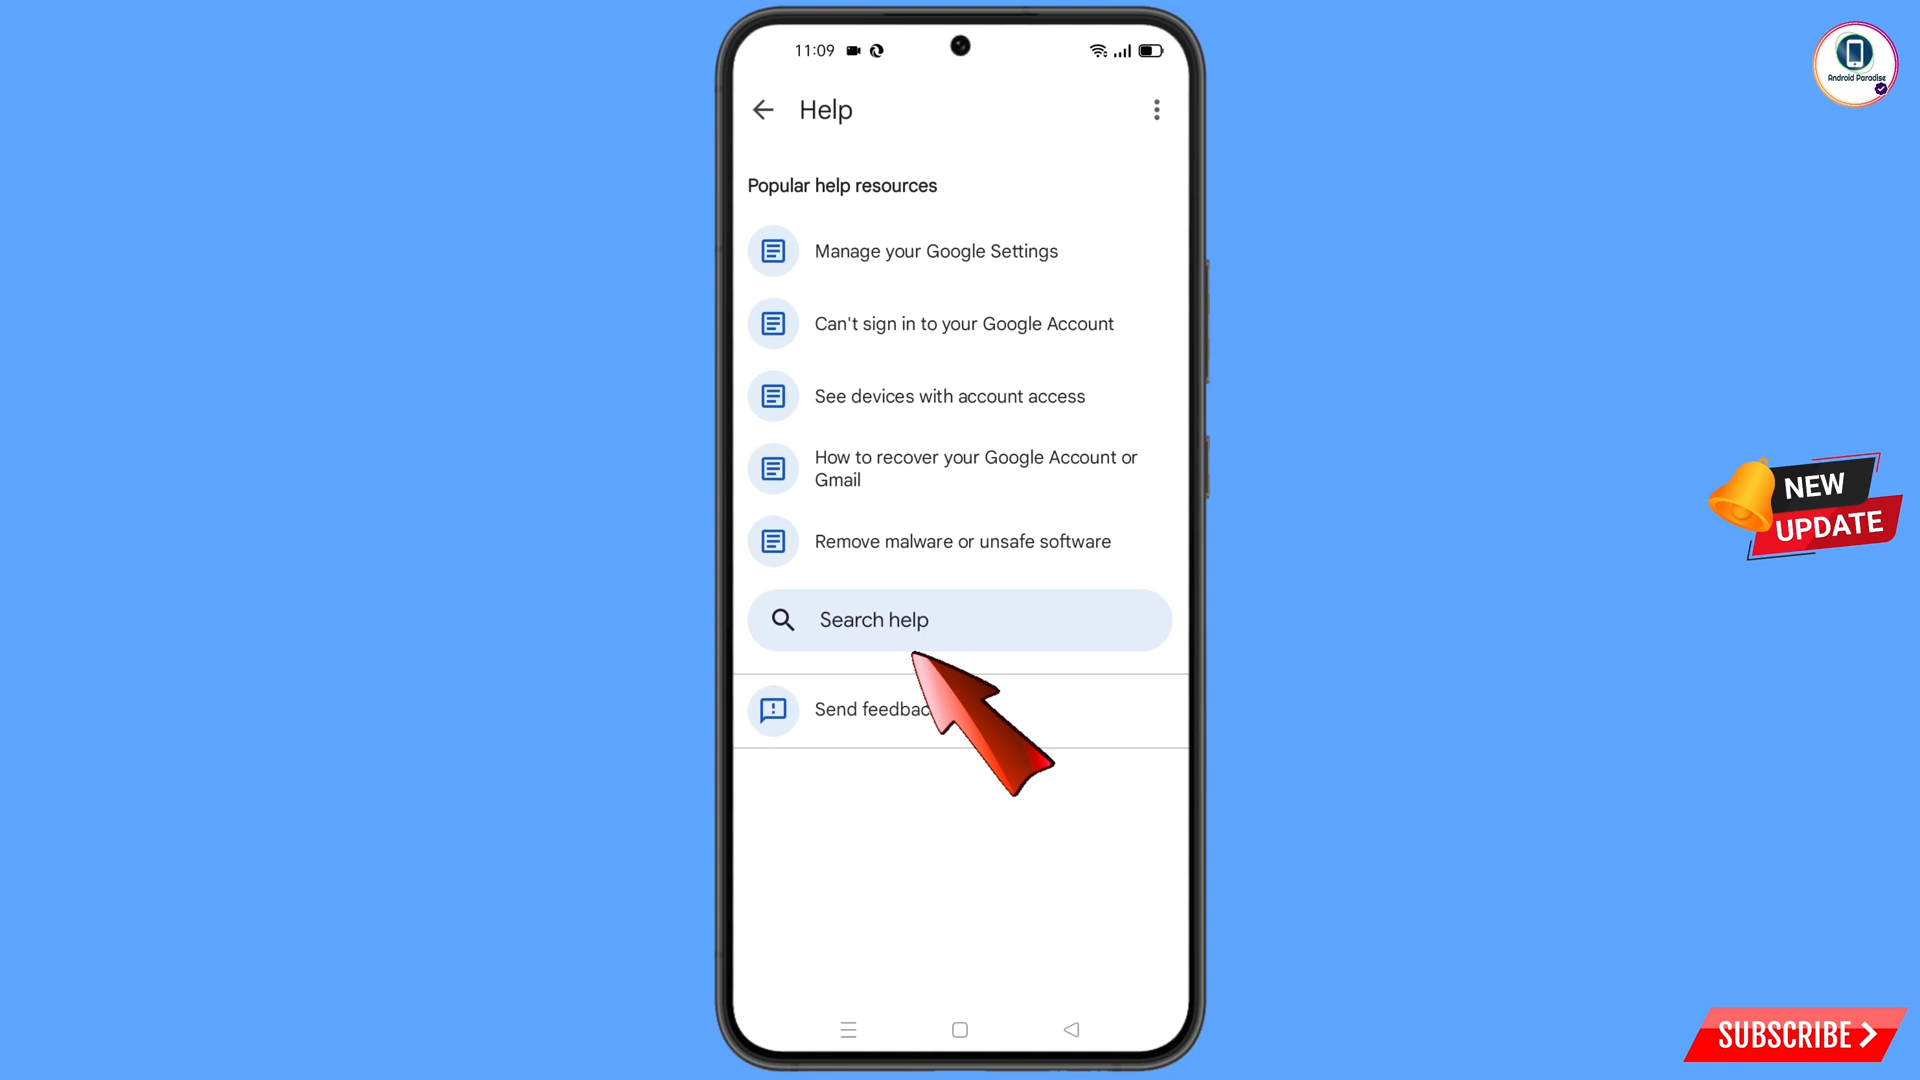 11:09
Help
Popular help resources
Manage your Google Settings
Can't sign in to your Google Account
See devices with account access
How to recover your Google Account or
Gmail
Remove malware or unsafe software
Search help
Send feedbac
Android Paradise
NEW
UPDATE
SUBSCRIBE